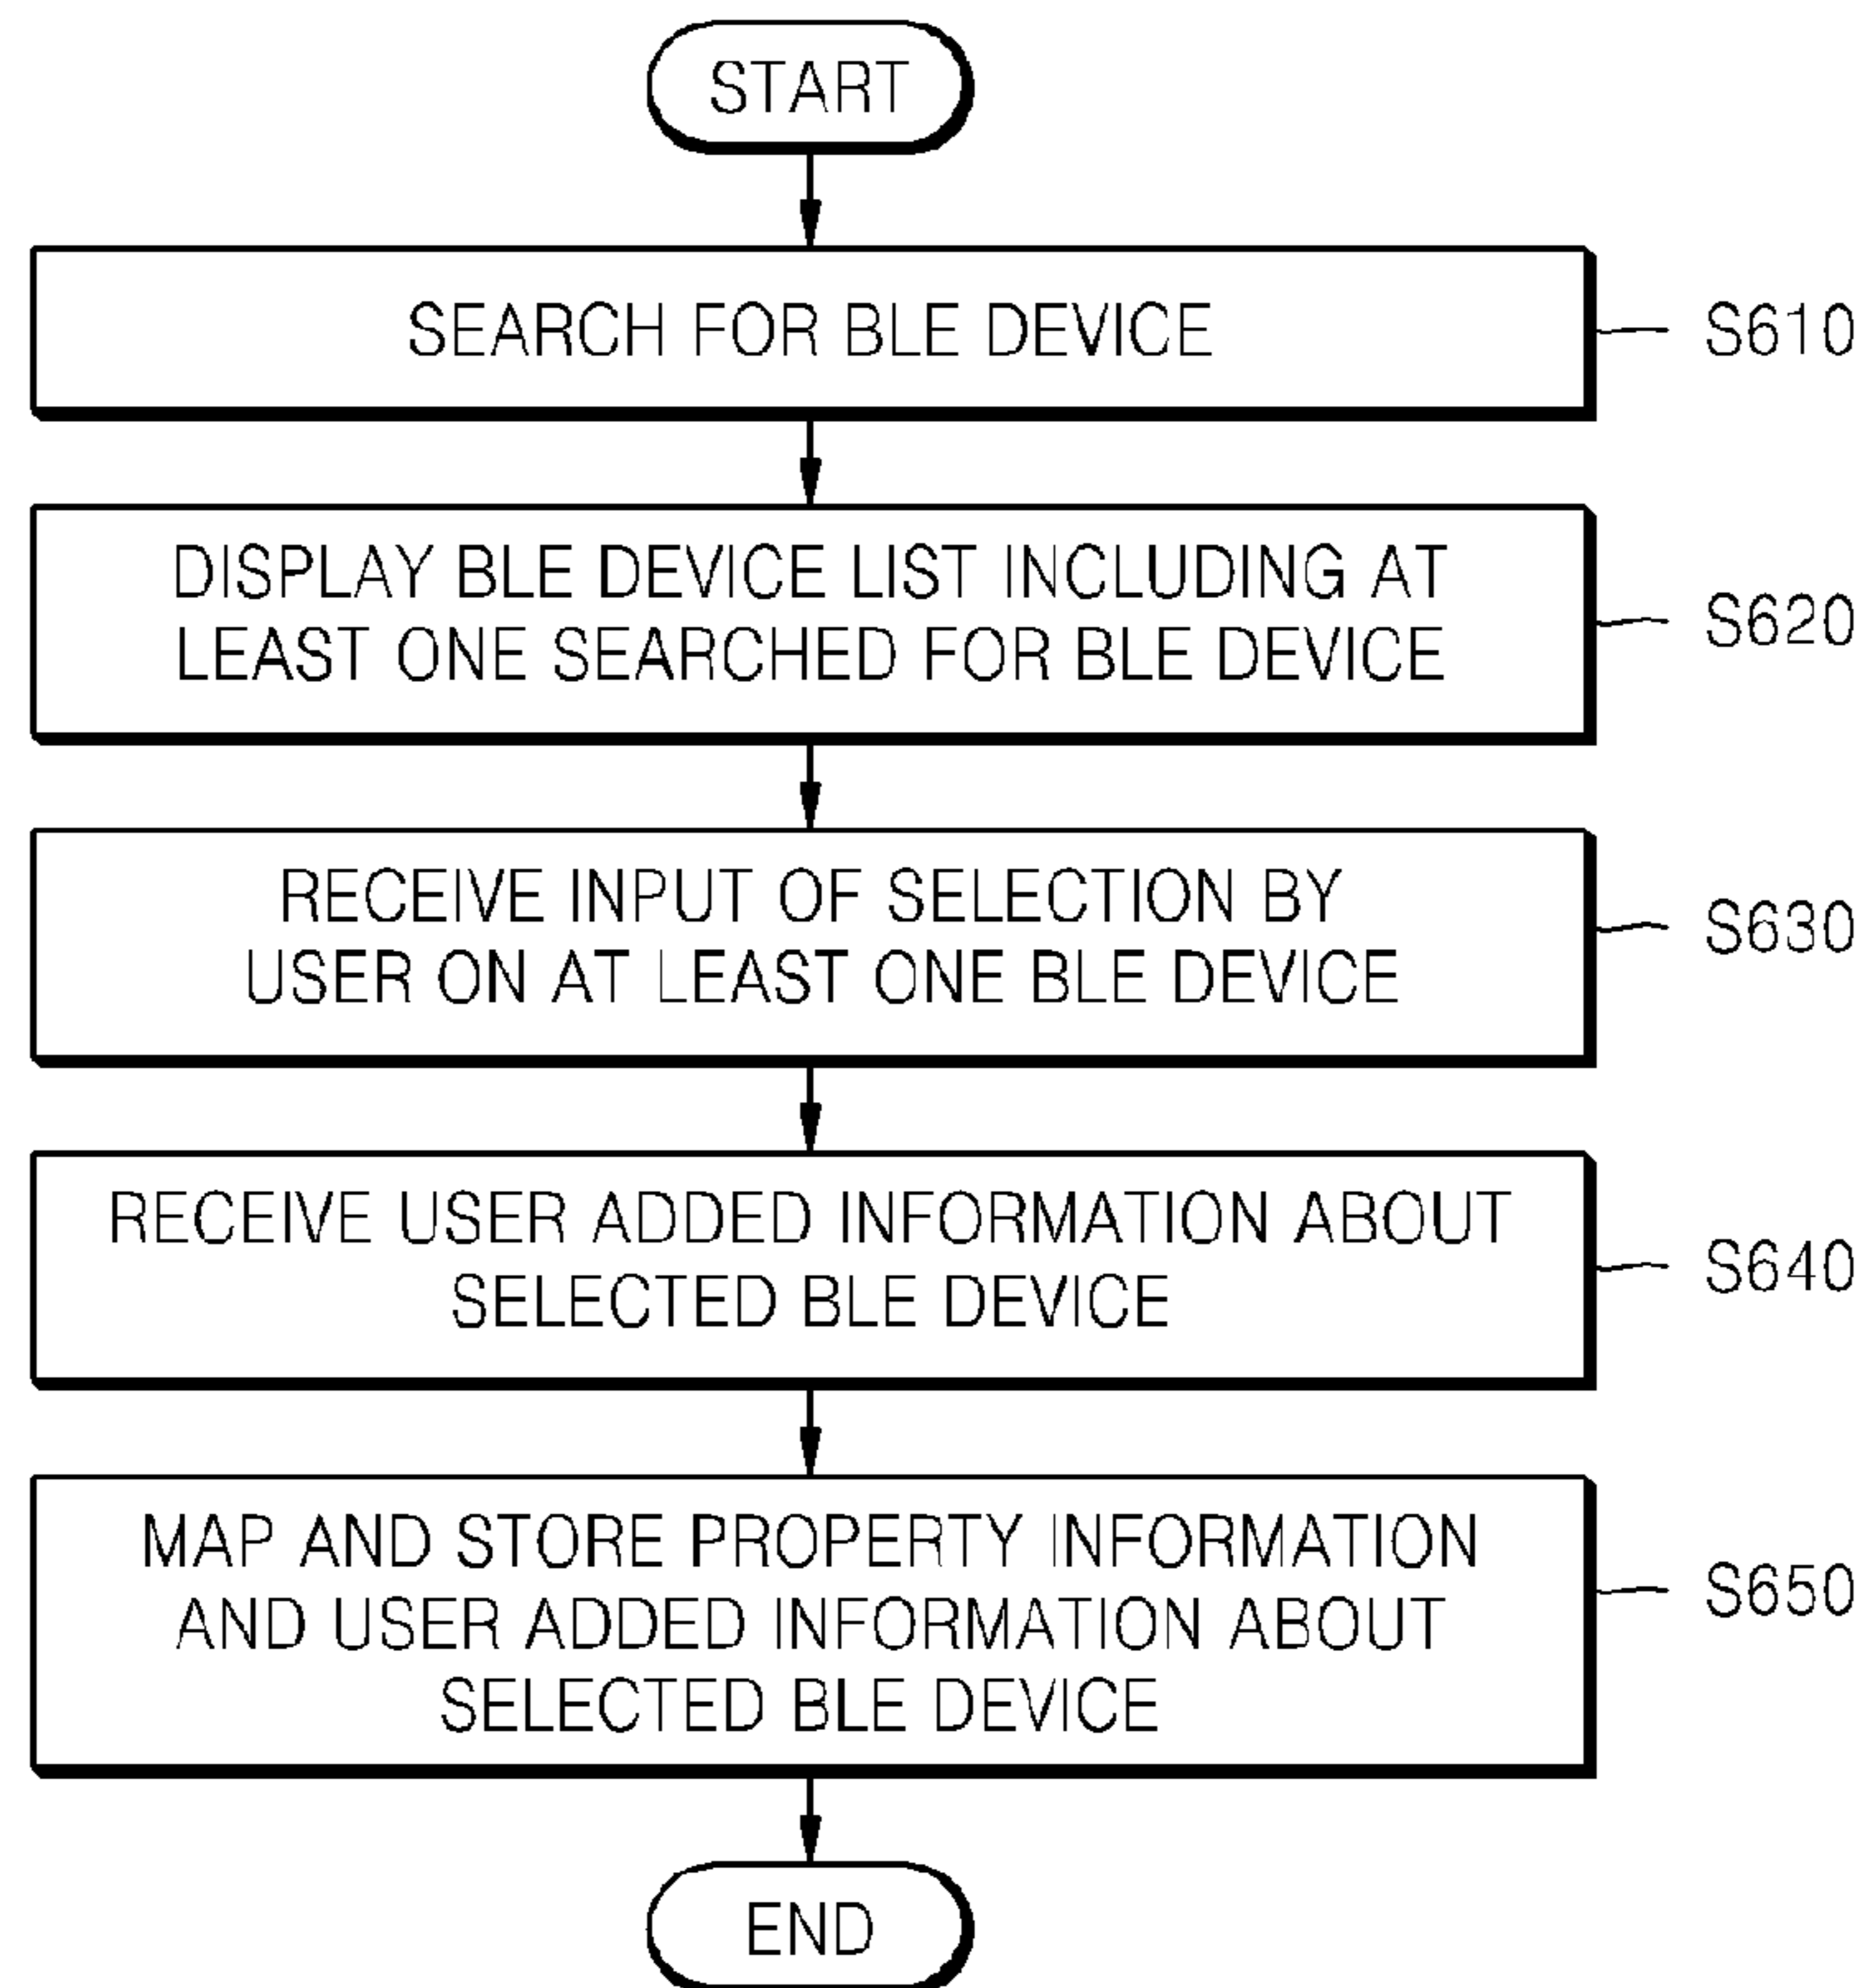 START
SEARCH FOR BLE DEVICE
S610
DISPLAY BLE DEVICE LIST INCLUDING AT
LEAST ONE SEARCHED FOR BLE DEVICE
S620
RECEIVE INPUT OF SELECTION BY
USER ON AT LEAST ONE BLE DEVICE
S630
RECEIVE USER ADDED INFORMATION ABOUT
SELECTED BLE DEVICE
S640
MAP AND STORE PROPERTY INFORMATION
AND USER ADDED INFORMATION ABOUT
SELECTED BLE DEVICE
S650
END